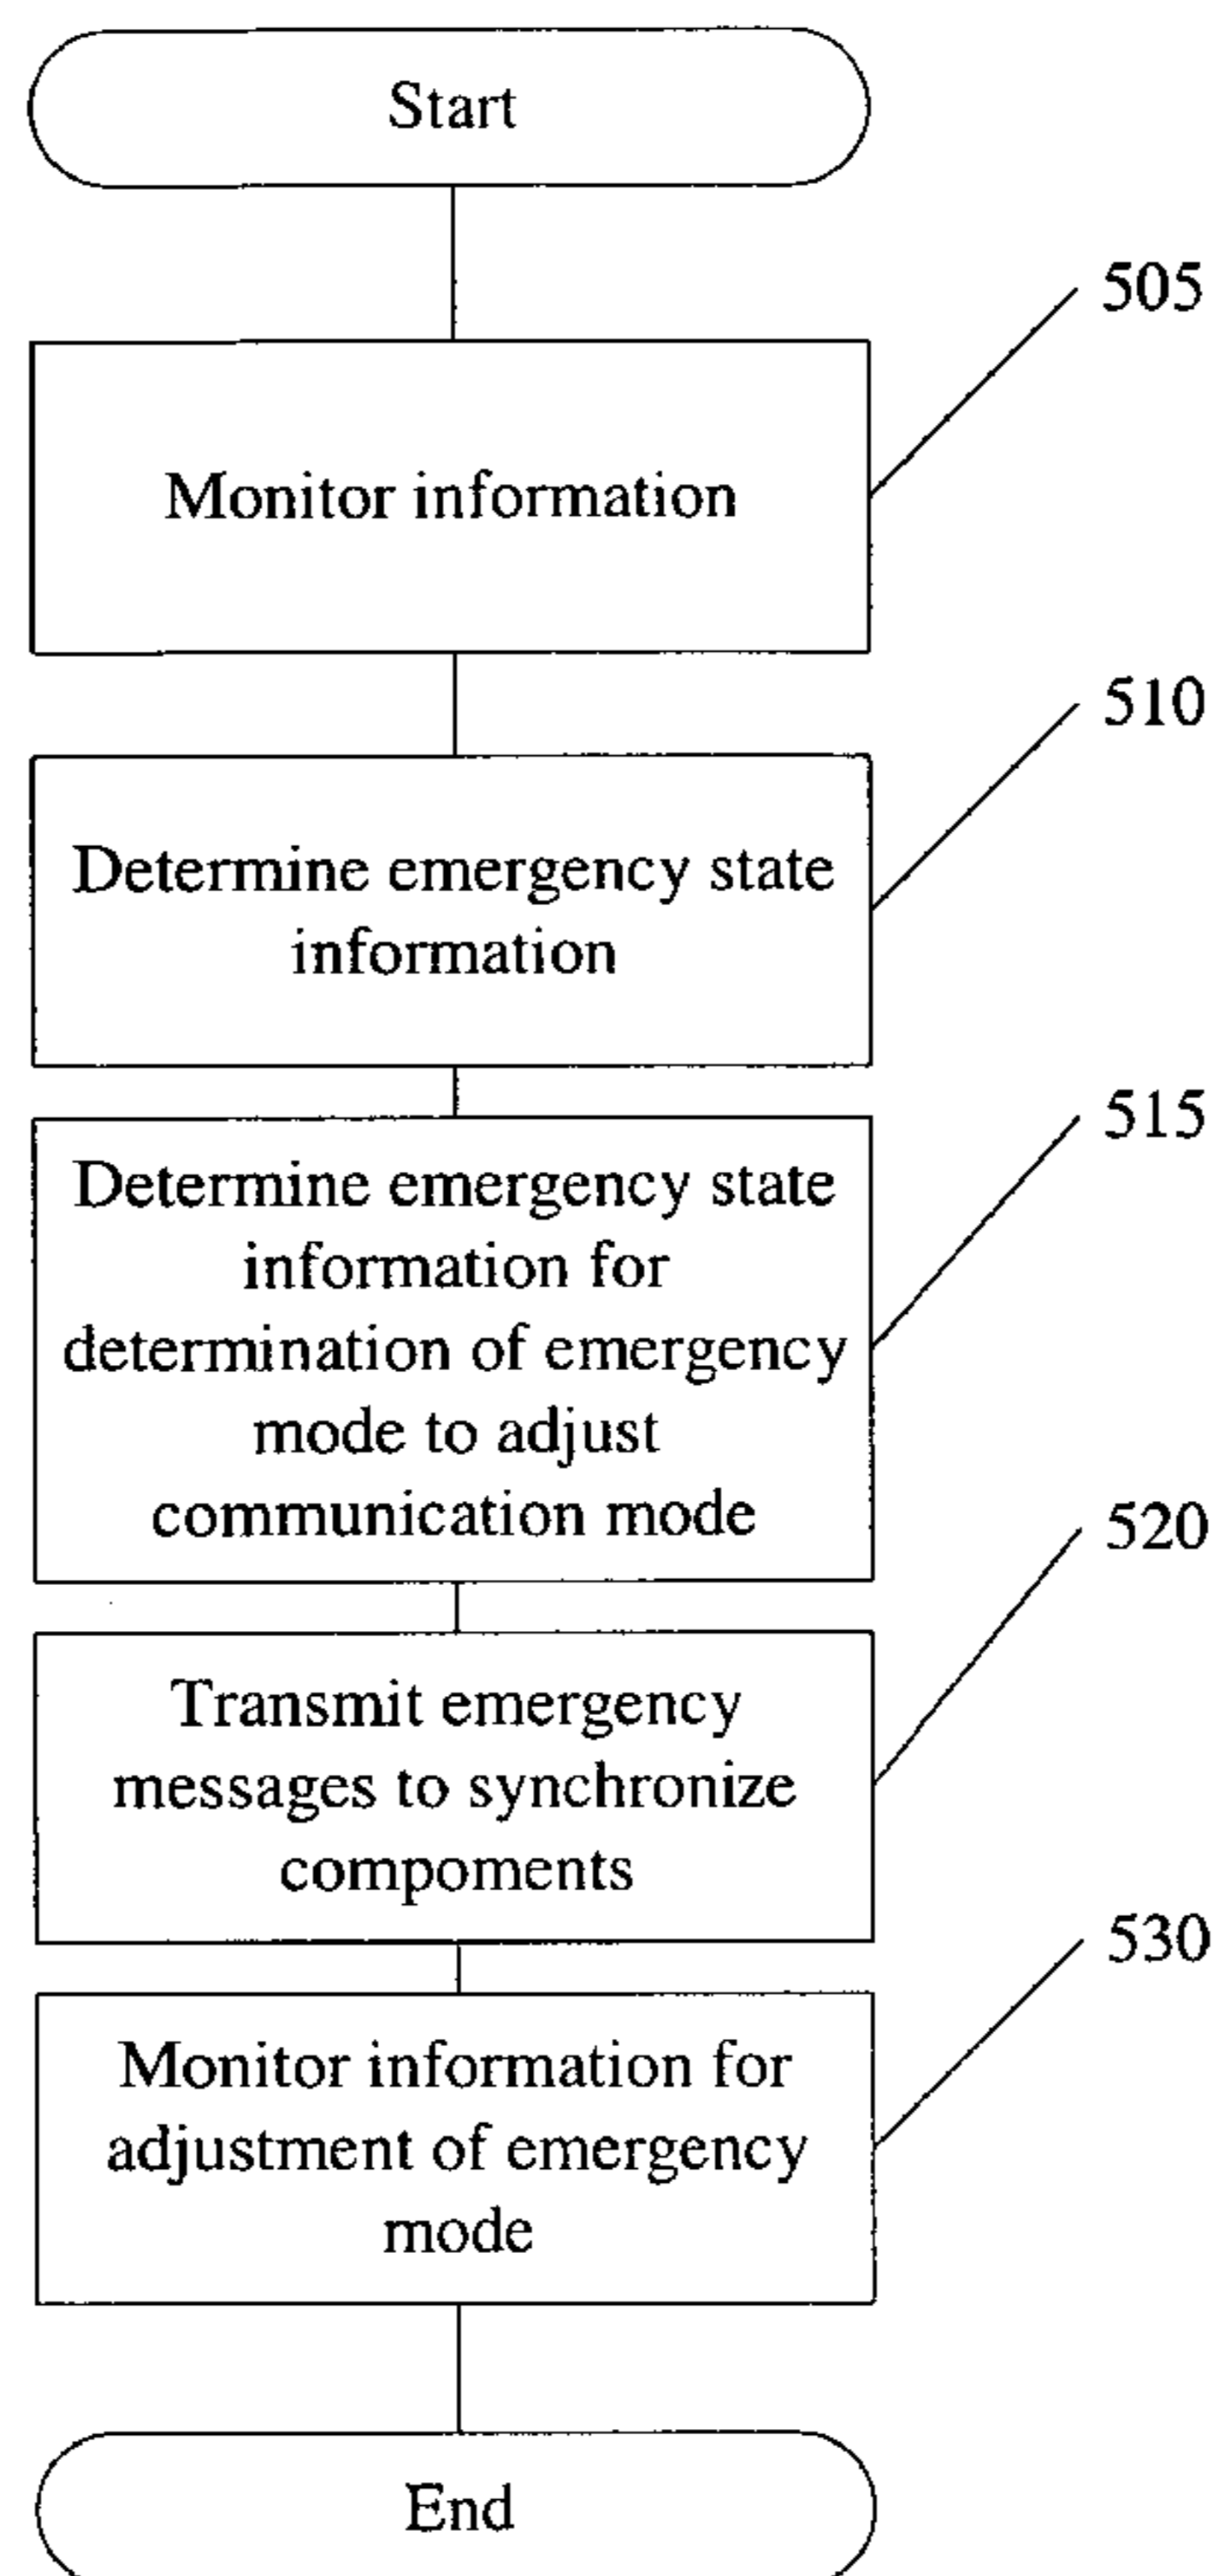 Start
505
Monitor information
510
Determine emergency state
information
515
Determine emergency state
information for
determination of emergency
mode to adjust
communication mode
520
Transmit emergency
messages to synchronize
compoments
530
Monitor information for
adjustment of emergency
mode
End